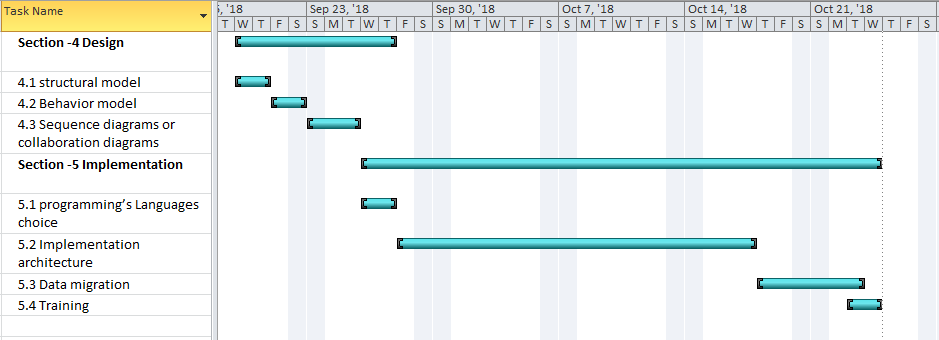 Task Name
, '18 Sep 23, '18 Sep 30, '18 Oct 7, '18 Oct 14, '18 Oct 21, '18
T W T F S S M T W T F S S M T W T F S S M T W T F S S M T W T F S S M T W T F S
Section -4 Design
4.1 structural model
4.2 Behavior model
4.3 Sequence diagrams or
collaboration diagrams
Section -5 Implementation
5.1 programming’s Languages
choice
5.2 Implementation
architecture
5.3 Data migration
5.4 Training